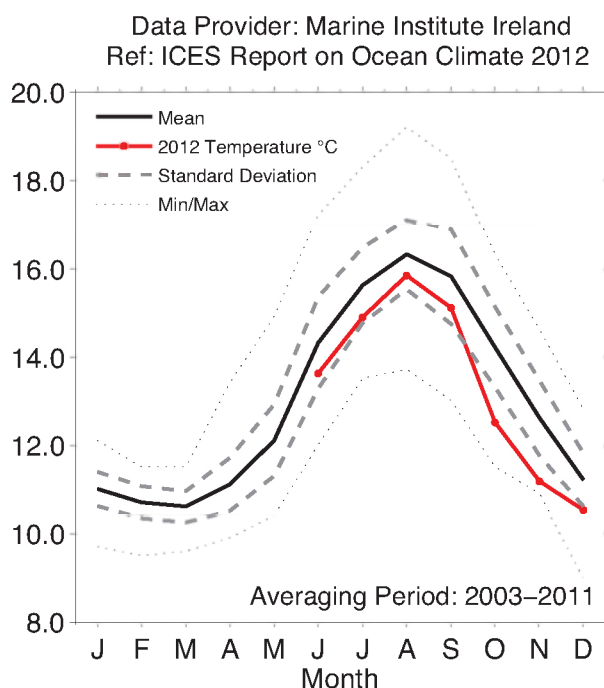 Data Provider: Marine Institute Ireland
Ref: ICES Report on Ocean Climate 2012
20.0
18.0
16.0
14.0
12.0
10.0
8.0
Mean
2012 Temperature °C
Standard Deviation
Min/Max
Averaging Period: 2003–2011
J F M A M J J A S O N D
Month